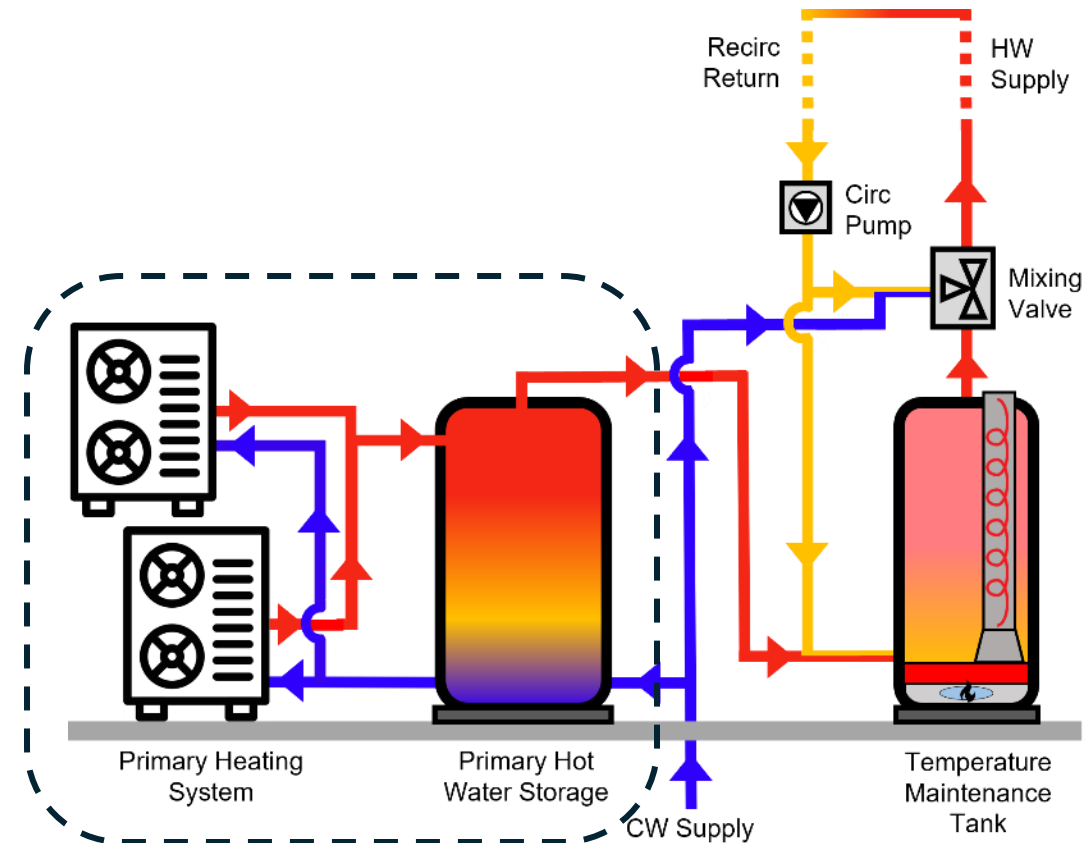 Recirc
Return
HW
Supply
Circ
Pump
Mixing
Valve
Primary Heating
System
Primary Hot
Water Storage
CW Supply
Temperature
Maintenance
Tank